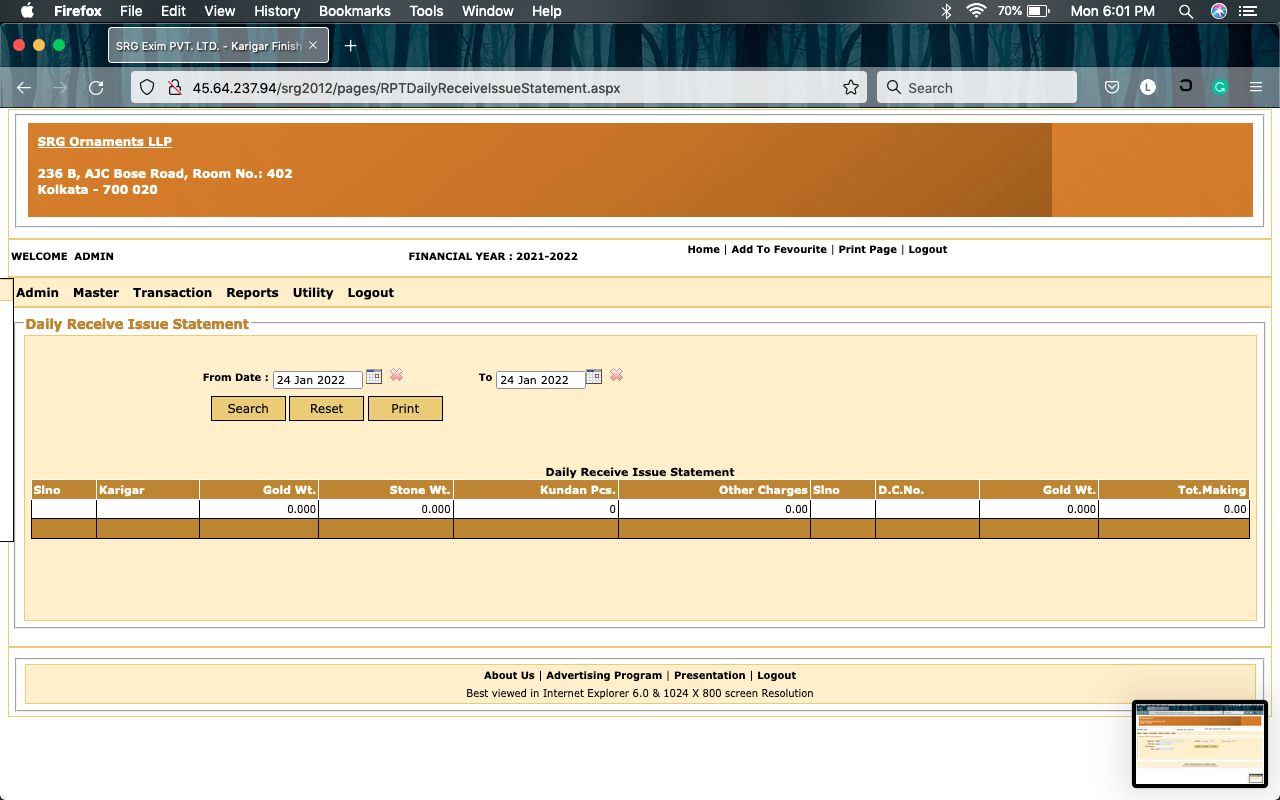 Firefox File Edit View History Bookmarks Tools Window Help 70% Mon 6:01 PM
SRG Exim PVT. LTD. - Karigar Finish
45.64.237.94/srg2012/pages/RPTDailyReceiveIssueStatement.aspx Search L G
SRG Ornaments LLP
236 B, AJC Bose Road, Room No.: 402
Kolkata - 700 020
Home | Add To Fevourite | Print Page | Logout
WELCOME ADMIN FINANCIAL YEAR : 2021-2022
Admin Master Transaction Reports Utility Logout
Daily Receive Issue Statement
From Date : 24 Jan 2022 To 24 Jan 2022
Search Reset Print
Daily Receive Issue Statement
Slno Karigar Gold Wt. Stone Wt. Kundan Pcs. Other Charges Slno D.C.No. Gold Wt. Tot.Making
0.000 0.000 0 0.00 0.000 0.00
About Us | Advertising Program | Presentation | Logout
Best viewed in Internet Explorer 6.0 & 1024 X 800 screen Resolution